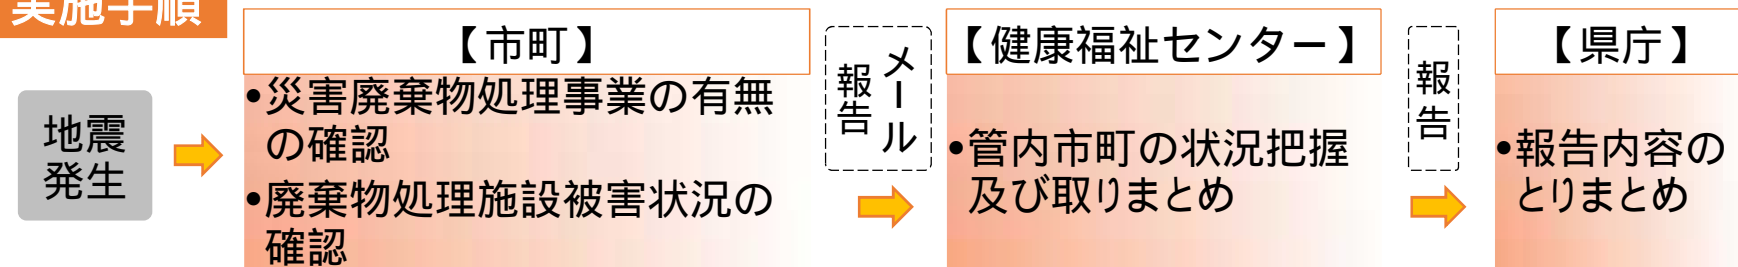 実施手順
地震
発生
【市町】
•災害廃棄物処理事業の有無
の確認
•廃棄物処理施設被害状況の
確認
メール
報告
【健康福祉センター】
•管内市町の状況把握
及び取りまとめ
報告
【県庁】
•報告内容の
とりまとめ